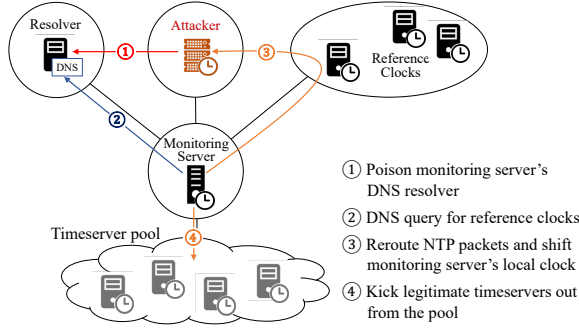 Resolver
Attacker
DNS
Reference
Clocks
①
③
②
Monitoring
Server
④
Timeserver pool
① Poison monitoring server's
DNS resolver
② DNS query for reference clocks
③ Reroute NTP packets and shift
monitoring server's local clock
④ Kick legitimate timeservers out
from the pool